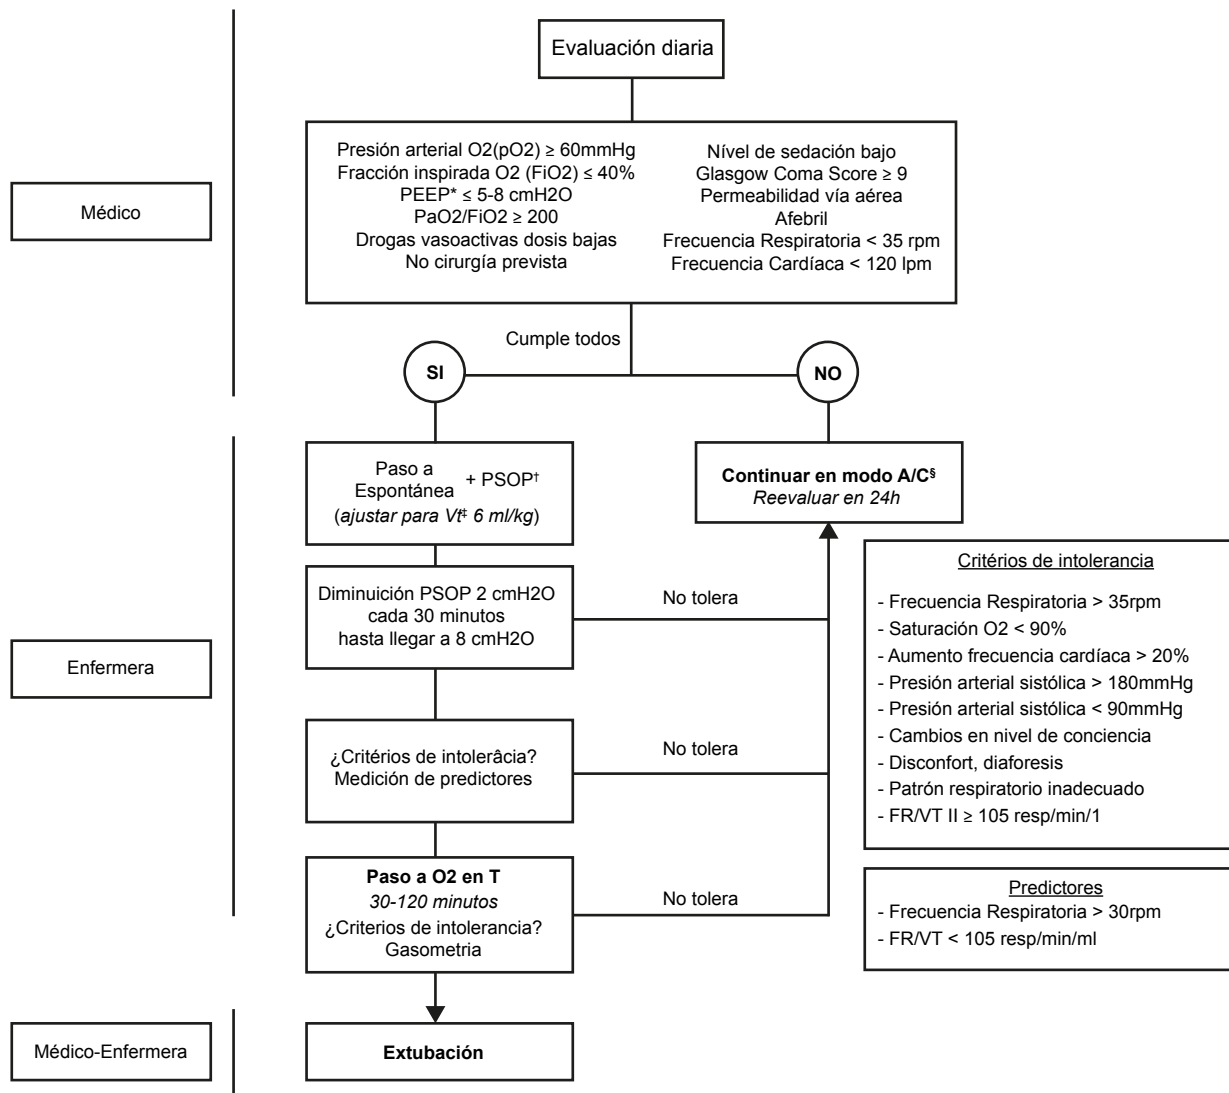 Evaluación diaria
Médico
Presión arterial O2(pO2) ≥ 60mmHg
Fracción inspirada O2 (FiO2) ≤ 40%
PEEP* ≤ 5-8 cmH2O
PaO2/FiO2 ≥ 200
Drogas vasoactivas dosis bajas
No cirurgía prevista
Nível de sedación bajo
Glasgow Coma Score ≥ 9
Permeabilidad vía aérea
Afebril
Frecuencia Respiratoria < 35 rpm
Frecuencia Cardíaca < 120 lpm
Cumple todos
SI
NO
Enfermera
Paso a
Espontánea + PSOP†
(ajustar para Vt‡ 6 ml/kg)
Continuar en modo A/C§
Reevaluar en 24h
Diminuición PSOP 2 cmH2O
cada 30 minutos
hasta llegar a 8 cmH2O
No tolera
¿Critérios de intolerâcia?
Medición de predictores
No tolera
Paso a O2 en T
30-120 minutos
¿Criterios de intolerancia?
Gasometria
No tolera
Critérios de intolerancia
- Frecuencia Respiratoria > 35rpm
- Saturación O2 < 90%
- Aumento frecuencia cardíaca > 20%
- Presión arterial sistólica > 180mmHg
- Presión arterial sistólica < 90mmHg
- Cambios en nivel de conciencia
- Disconfort, diaforesis
- Patrón respiratorio inadecuado
- FR/VT II ≥ 105 resp/min/1
Predictores
- Frecuencia Respiratoria > 30rpm
- FR/VT < 105 resp/min/ml
Médico-Enfermera
Extubación